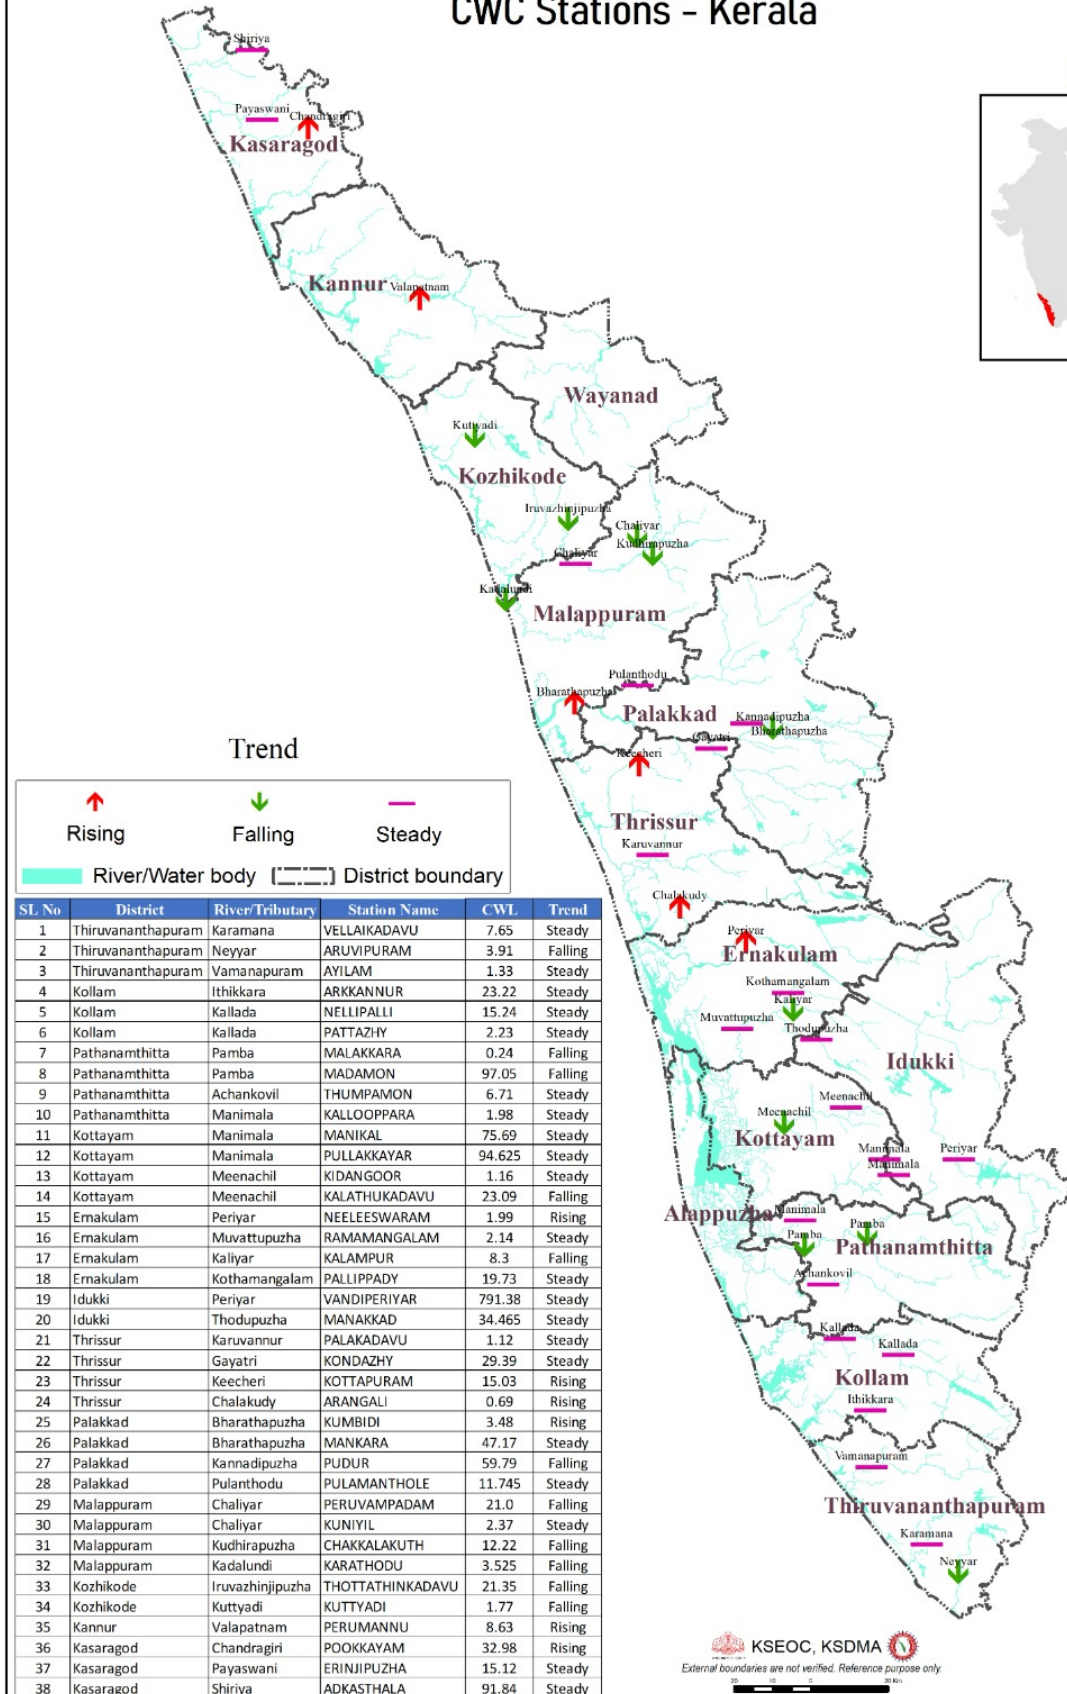 CWC Stations - Kerala
Shiriya
Payaswani
Chandragiri
Kasaragod
Kannur
Valapatnam
Wayanad
Kuttyadi
Kozhikode
Iruvazhinjipuzha
Chaliyar
Kudhirapuzha
Chaliyar
Kadalundi
Malappuram
Pulanthodu
Bharathapuzha
Palakkad
Kannadipuzha
Bharathapuzha
Gayatri
Keecheri
Thrissur
Karuvannur
Chalakudy
Periyar
Ernakulam
Kothamangalam
Kaliyar
Muvattupuzha
Thodupuzha
Idukki
Meenachil
Meenachil
Kottayam
Manimala
Periyar
Manimala
Alappuzha
Manimala
Pamba
Pamba
Pathanamthitta
Achankovil
Kallada
Kallada
Kollam
Ithikkara
Vamanapuram
Thiruvananthapuram
Karamana
Neyyar
Trend
Rising Falling Steady
River/Water body District boundary
SL No District River/Tributary Station Name CWL Trend
1 Thiruvananthapuram Karamana VELLAIKADAVU 7.65 Steady
2 Thiruvananthapuram Neyyar ARUVIPURAM 3.91 Falling
3 Thiruvananthapuram Vamanapuram AYILAM 1.33 Steady
4 Kollam Ithikkara ARKKANNUR 23.22 Steady
5 Kollam Kallada NELLIPALLI 15.24 Steady
6 Kollam Kallada PATTAZHY 2.23 Steady
7 Pathanamthitta Pamba MALAKKARA 0.24 Falling
8 Pathanamthitta Pamba MADAMON 97.05 Falling
9 Pathanamthitta Achankovil THUMPAMON 6.71 Steady
10 Pathanamthitta Manimala KALLOOPPARA 1.98 Steady
11 Kottayam Manimala MANIKAL 75.69 Steady
12 Kottayam Manimala PULLAKKAYAR 94.625 Steady
13 Kottayam Meenachil KIDANGOOR 1.16 Steady
14 Kottayam Meenachil KALATHUKADAVU 23.09 Falling
15 Ernakulam Periyar NEELEESWARAM 1.99 Rising
16 Ernakulam Muvattupuzha RAMAMANGALAM 2.14 Steady
17 Ernakulam Kaliyar KALAMPUR 8.3 Falling
18 Ernakulam Kothamangalam PALLIPPADY 19.73 Steady
19 Idukki Periyar VANDIPERIYAR 791.38 Steady
20 Idukki Thodupuzha MANAKKAD 34.465 Steady
21 Thrissur Karuvannur PALAKADAVU 1.12 Steady
22 Thrissur Gayatri KONDAZHY 29.39 Steady
23 Thrissur Keecheri KOTTAPURAM 15.03 Rising
24 Thrissur Chalakudy ARANGALI 0.69 Rising
25 Palakkad Bharathapuzha KUMBIDI 3.48 Rising
26 Palakkad Bharathapuzha MANKARA 47.17 Steady
27 Palakkad Kannadipuzha PUDUR 59.79 Falling
28 Palakkad Pulanthodu PULAMANTHOLE 11.745 Steady
29 Malappuram Chaliyar PERUVAMPADAM 21.0 Falling
30 Malappuram Chaliyar KUNIYIL 2.37 Steady
31 Malappuram Kudhirapuzha CHAKKALAKUTH 12.22 Falling
32 Malappuram Kadalundi KARATHODU 3.525 Falling
33 Kozhikode Iruvazhinjipuzha THOTTATHINKADAVU 21.35 Falling
34 Kozhikode Kuttyadi KUTTYADI 1.77 Falling
35 Kannur Valapatnam PERUMANNU 8.63 Rising
36 Kasaragod Chandragiri POOKKAYAM 32.98 Rising
37 Kasaragod Payaswani ERINJIPUZHA 15.12 Steady
38 Kasaragod Shiriya ADKASTHALA 91.84 Steady
KSEOC, KSDMA
External boundaries are not verified. Reference purpose only.
20 10 0 20 Km